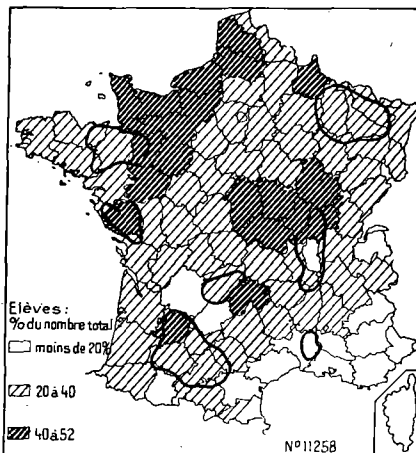 Elèves :
% du nombre total
moins de 20%
20 à 40
40 à 52
N° 11258